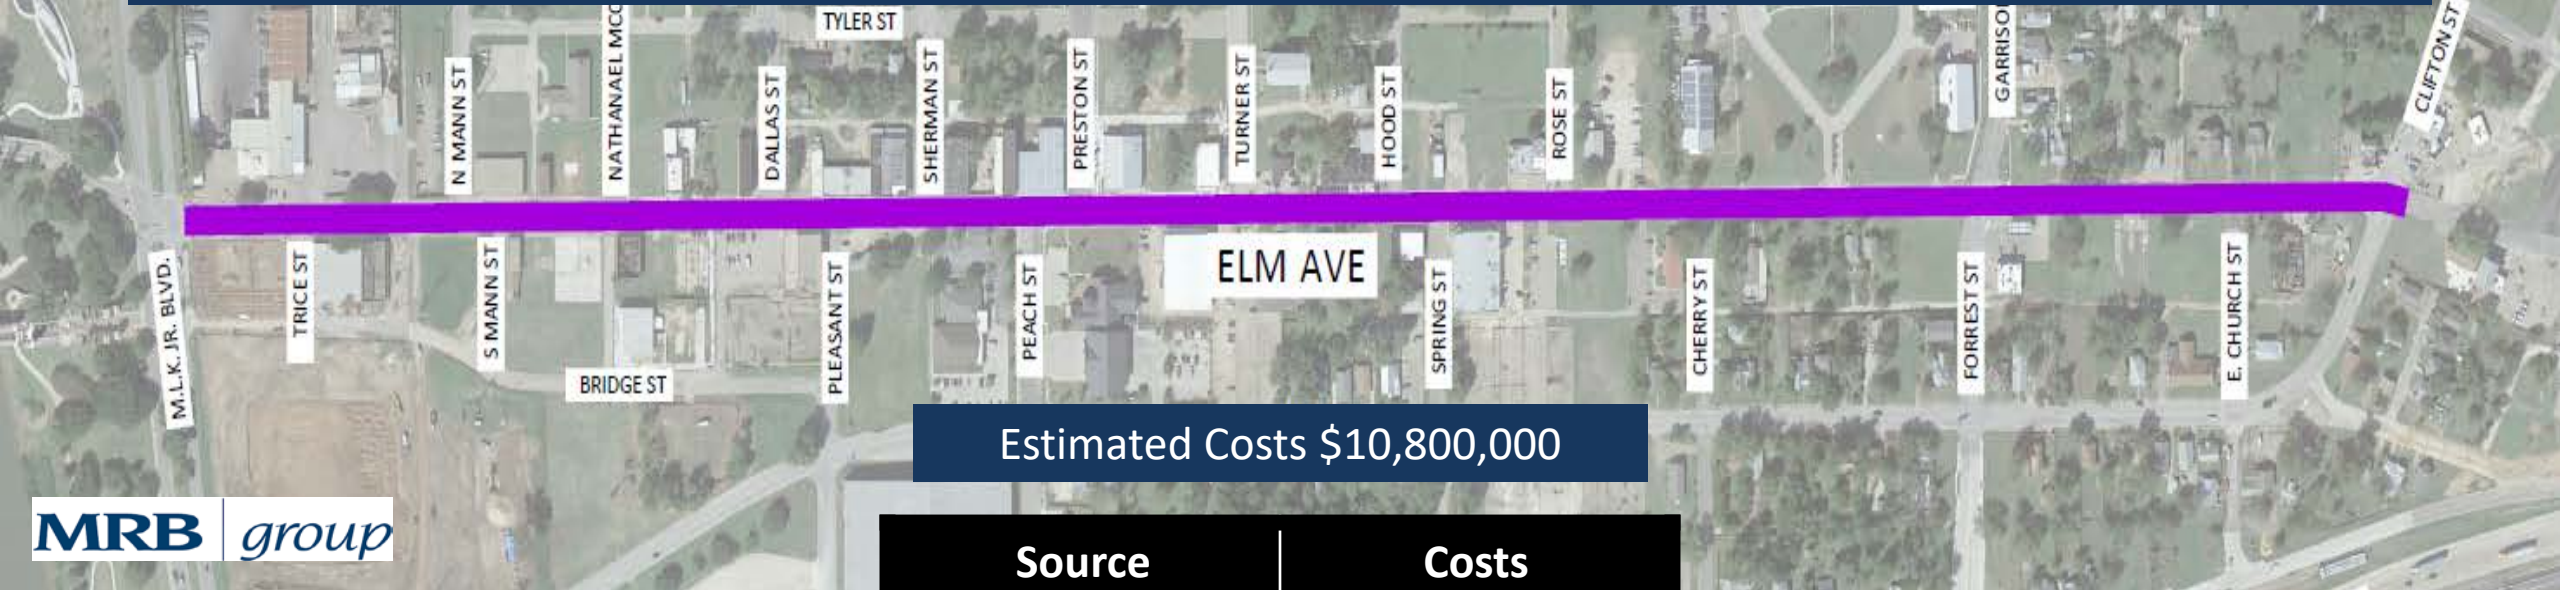 TYLER ST
N MANN ST
NATHANAEL
DALLAS ST
SHERMAN ST
PRESTON ST
TURNER ST
HOOD ST
ROSE ST
CLIFTON ST
M.L.K. JR. BLVD.
TRICE ST
S MANN ST
BRIDGE ST
PLEASANT ST
PEACH ST
ELM AVE
SPRING ST
CHERRY ST
FORREST ST
E. CHURCH ST
Estimated Costs $10,800,000
MRB group
Source Costs